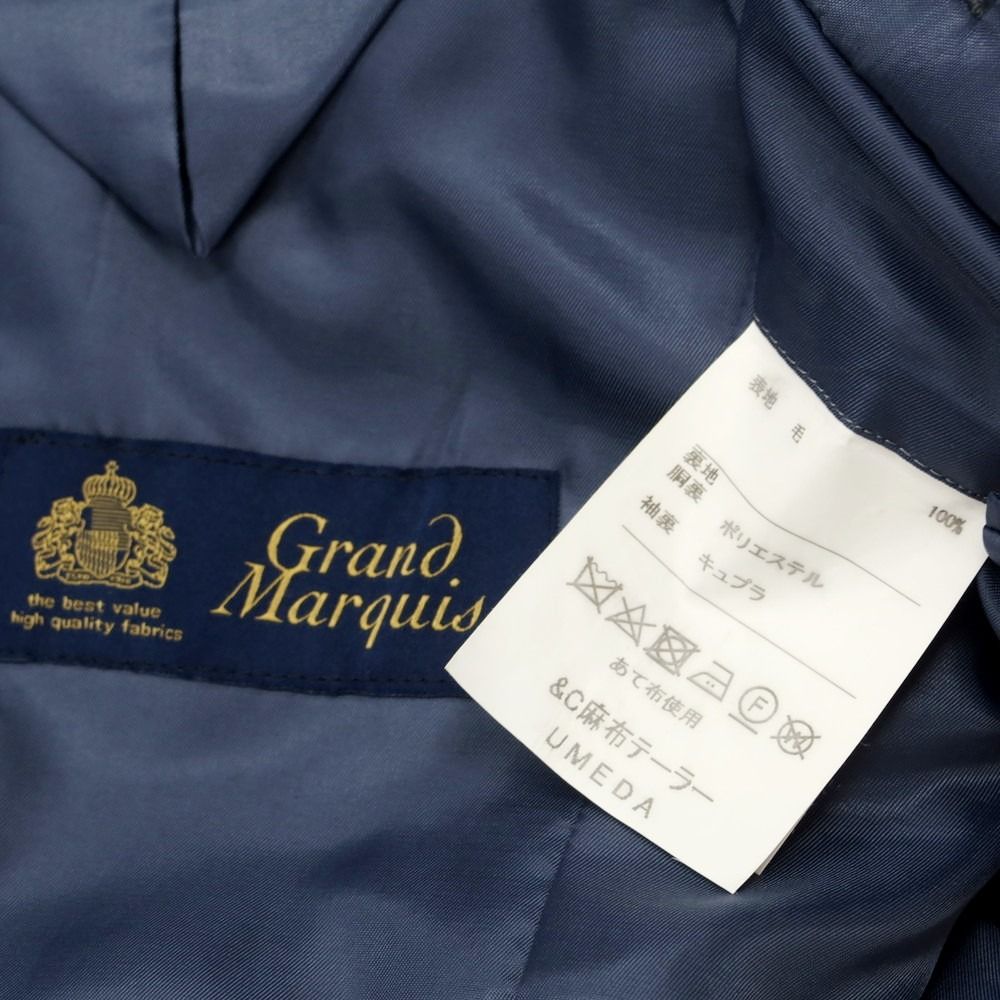 the best value
high quality fabrics
Grand
Marquis
表地
毛 100%
裏地
胴裏 ポリエステル
袖裏 キュプラ
F
W
あて布使用
&C麻布テーラー
UMEDA